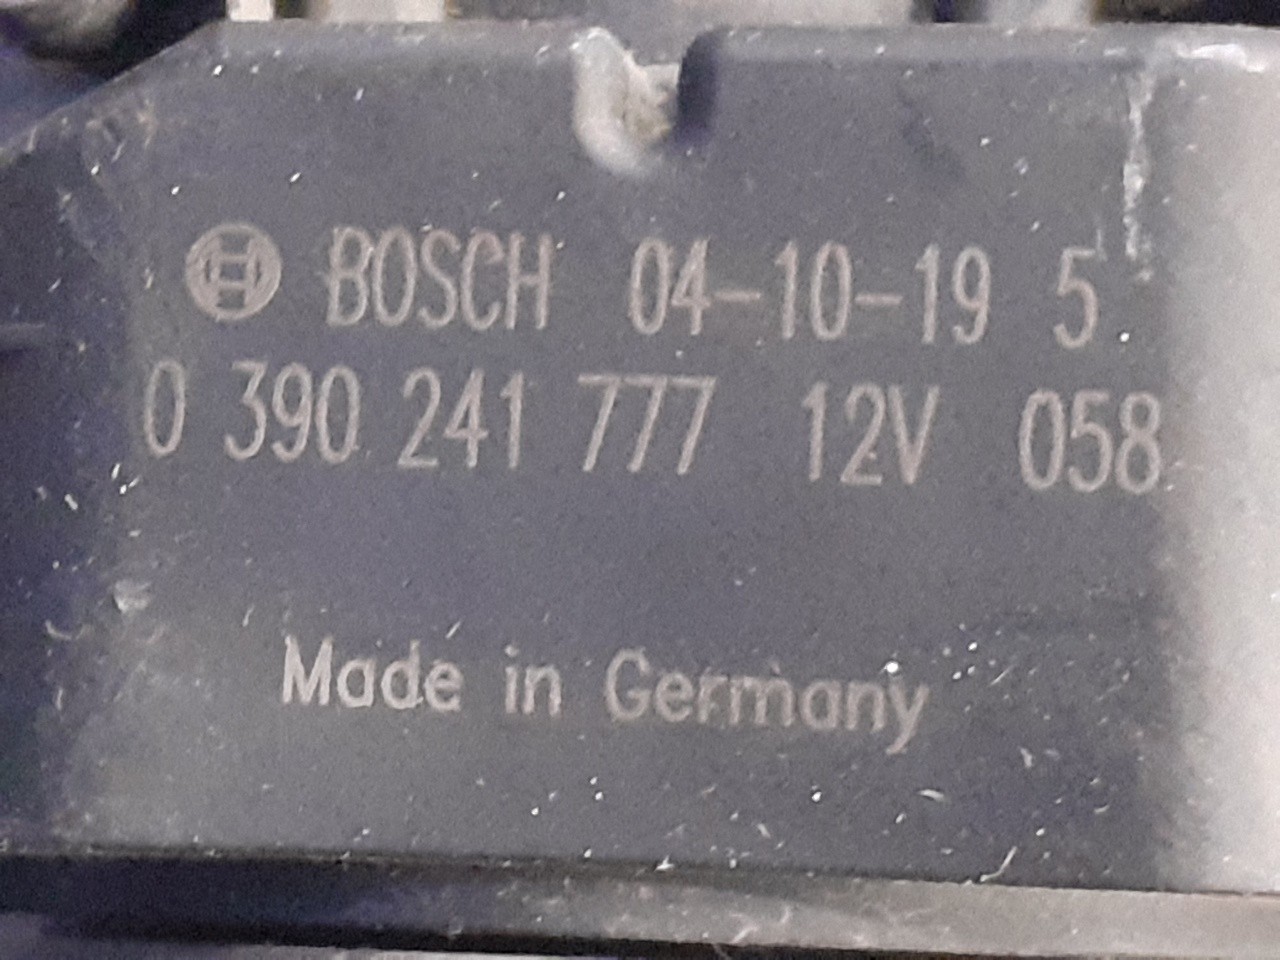 BOSCH 04-10-19 5
0 390 241 777 12V 058
Made in Germany